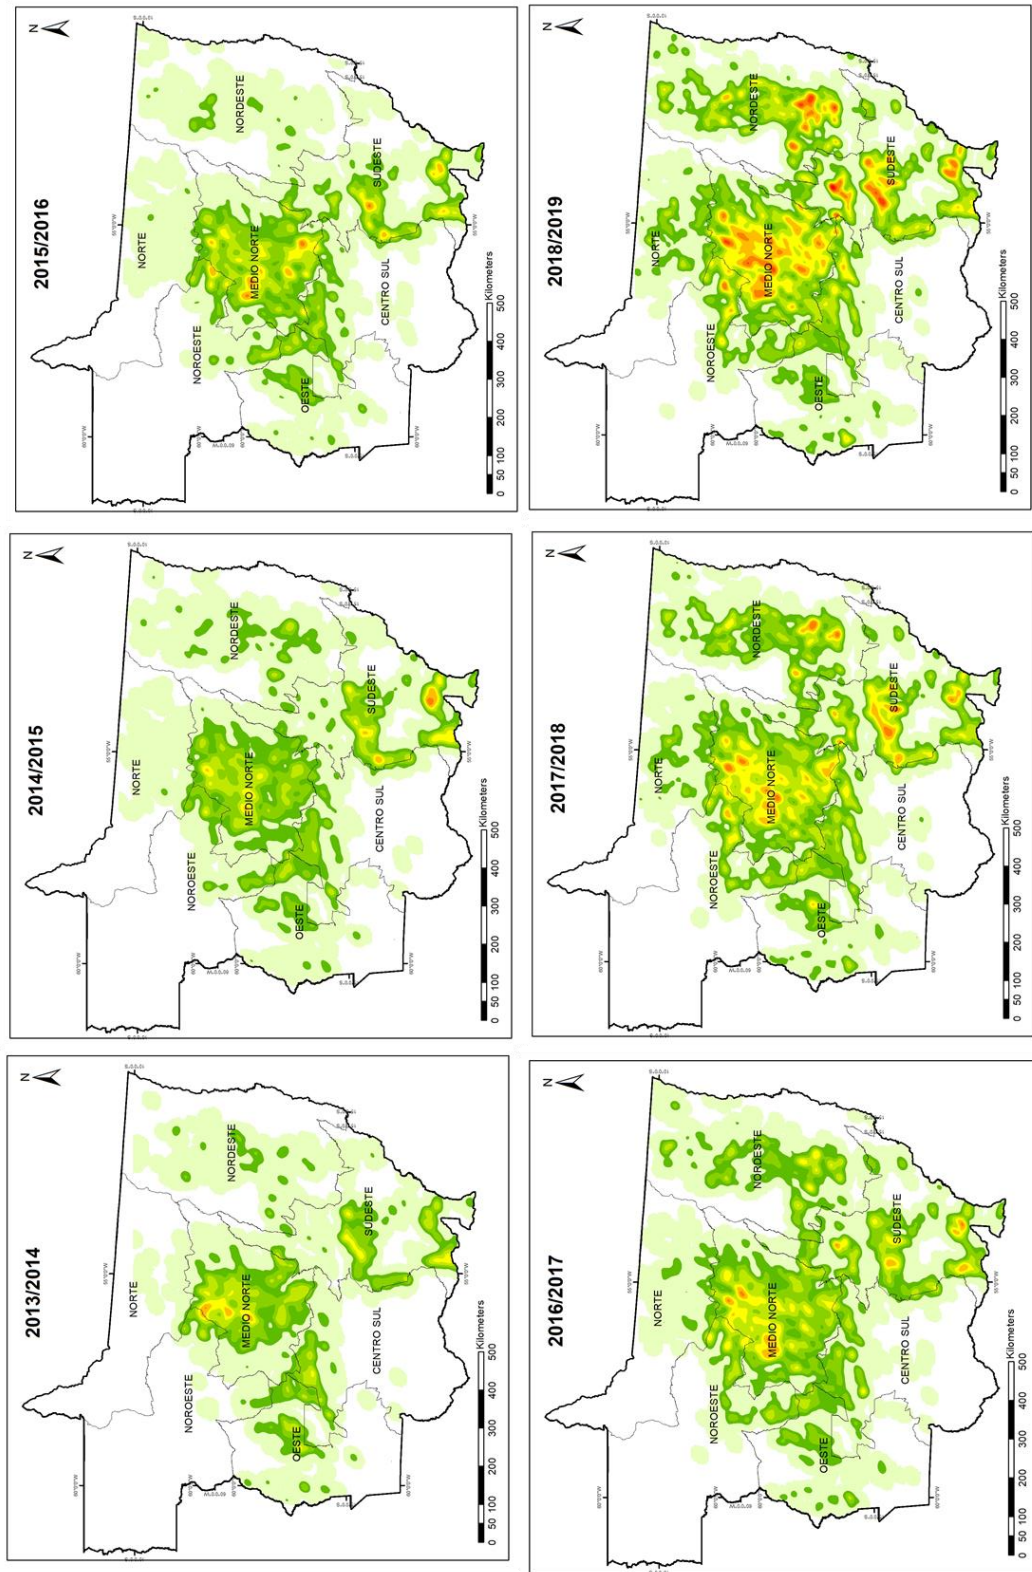 2013/2014
N
NORTE
NOROESTE
NORDESTE
MEDIO NORTE
OESTE
SUDESTE
CENTRO SUL
Kilometers
0 50 100 200 300 400 500
2014/2015
N
NORTE
NOROESTE
NORDESTE
MEDIO NORTE
OESTE
SUDESTE
CENTRO SUL
Kilometers
0 50 100 200 300 400 500
2015/2016
N
NORTE
NOROESTE
NORDESTE
MEDIO NORTE
OESTE
SUDESTE
CENTRO SUL
Kilometers
0 50 100 200 300 400 500
2016/2017
N
NORTE
NOROESTE
NORDESTE
MEDIO NORTE
OESTE
SUDESTE
CENTRO SUL
Kilometers
0 50 100 200 300 400 500
2017/2018
N
NORTE
NOROESTE
NORDESTE
MEDIO NORTE
OESTE
SUDESTE
CENTRO SUL
Kilometers
0 50 100 200 300 400 500
2018/2019
N
NORTE
NOROESTE
NORDESTE
MEDIO NORTE
OESTE
SUDESTE
CENTRO SUL
Kilometers
0 50 100 200 300 400 500